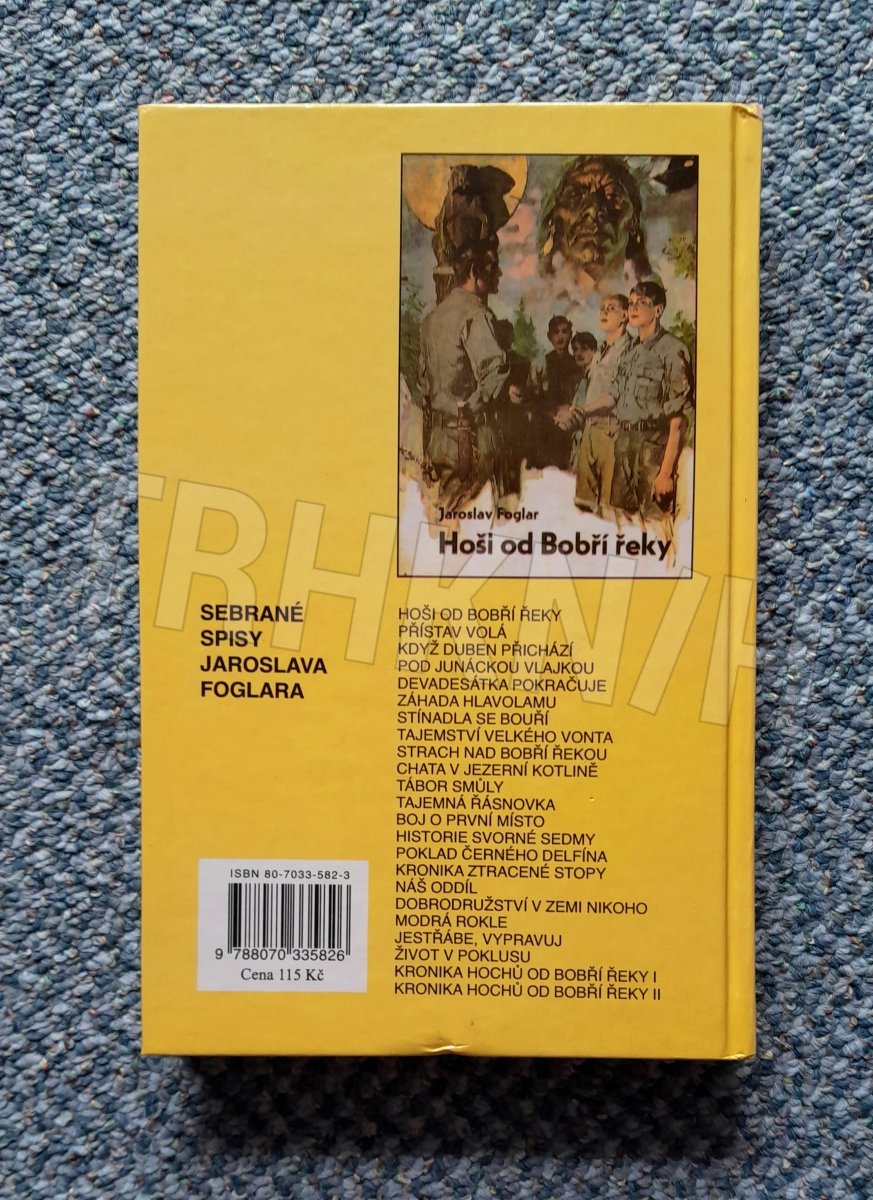 Jaroslav Foglar
Hoši od Bobří řeky
SEBRANÉ
SPISY
JAROSLAVA
FOGLARA
HOŠI OD BOBŘÍ ŘEKY
PŘÍSTAV VOLÁ
KDYŽ DUBEN PŘICHÁZÍ
POD JUNÁCKOU VLAJKOU
DEVADESÁTKA POKRAČUJE
ZÁHADA HLAVOLAMU
STÍNADLA SE BOUŘÍ
TAJEMSTVÍ VELKÉHO VONTA
STRACH NAD BOBŘÍ ŘEKOU
CHATA V JEZERNÍ KOTLINĚ
TÁBOR SMŮLY
TAJEMNÁ ŘÁSNOVKA
BOJ O PRVNÍ MÍSTO
HISTORIE SVORNÉ SEDMY
POKLAD ČERNÉHO DELFÍNA
KRONIKA ZTRACENÉ STOPY
NÁŠ ODDÍL
DOBRODRUŽSTVÍ V ZEMI NIKOHO
MODRÁ ROKLE
JESTŘÁBE, VYPRAVUJ
ŽIVOT V POKLUSU
KRONIKA HOCHŮ OD BOBŘÍ ŘEKY I
KRONIKA HOCHŮ OD BOBŘÍ ŘEKY II
ISBN 80-7033-582-3
9 788070 335826
Cena 115 Kč
TRHKNIH